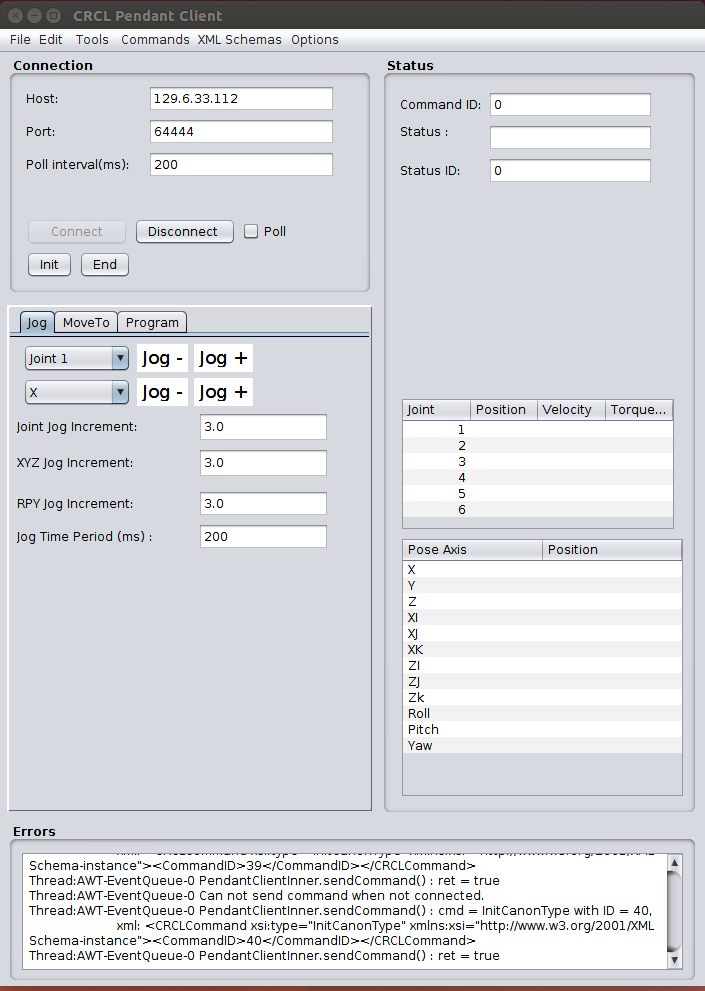 CRCL Pendant Client
File Edit Tools Commands XML Schemas Options
Connection
Host: 129.6.33.112
Port: 64444
Poll interval(ms): 200
Connect Disconnect Poll
Init End
Status
Command ID: 0
Status :
Status ID: 0
Jog MoveTo Program
Joint 1 Jog - Jog +
X Jog - Jog +
Joint Jog Increment: 3.0
XYZ Jog Increment: 3.0
RPY Jog Increment: 3.0
Jog Time Period (ms) : 200
Joint Position Velocity Torque...
1
2
3
4
5
6
Pose Axis Position
X
Y
Z
XI
XJ
XK
ZI
ZJ
Zk
Roll
Pitch
Yaw
Errors
Schema-instance"><CommandID>39</CommandID></CRCLCommand>
Thread:AWT-EventQueue-0 PendantClientInner.sendCommand() : ret = true
Thread:AWT-EventQueue-0 Can not send command when not connected.
Thread:AWT-EventQueue-0 PendantClientInner.sendCommand() : cmd = InitCanonType with ID = 40,
xml: <CRCLCommand xsi:type="InitCanonType" xmlns:xsi="http://www.w3.org/2001/XML
Schema-instance"><CommandID>40</CommandID></CRCLCommand>
Thread:AWT-EventQueue-0 PendantClientInner.sendCommand() : ret = true